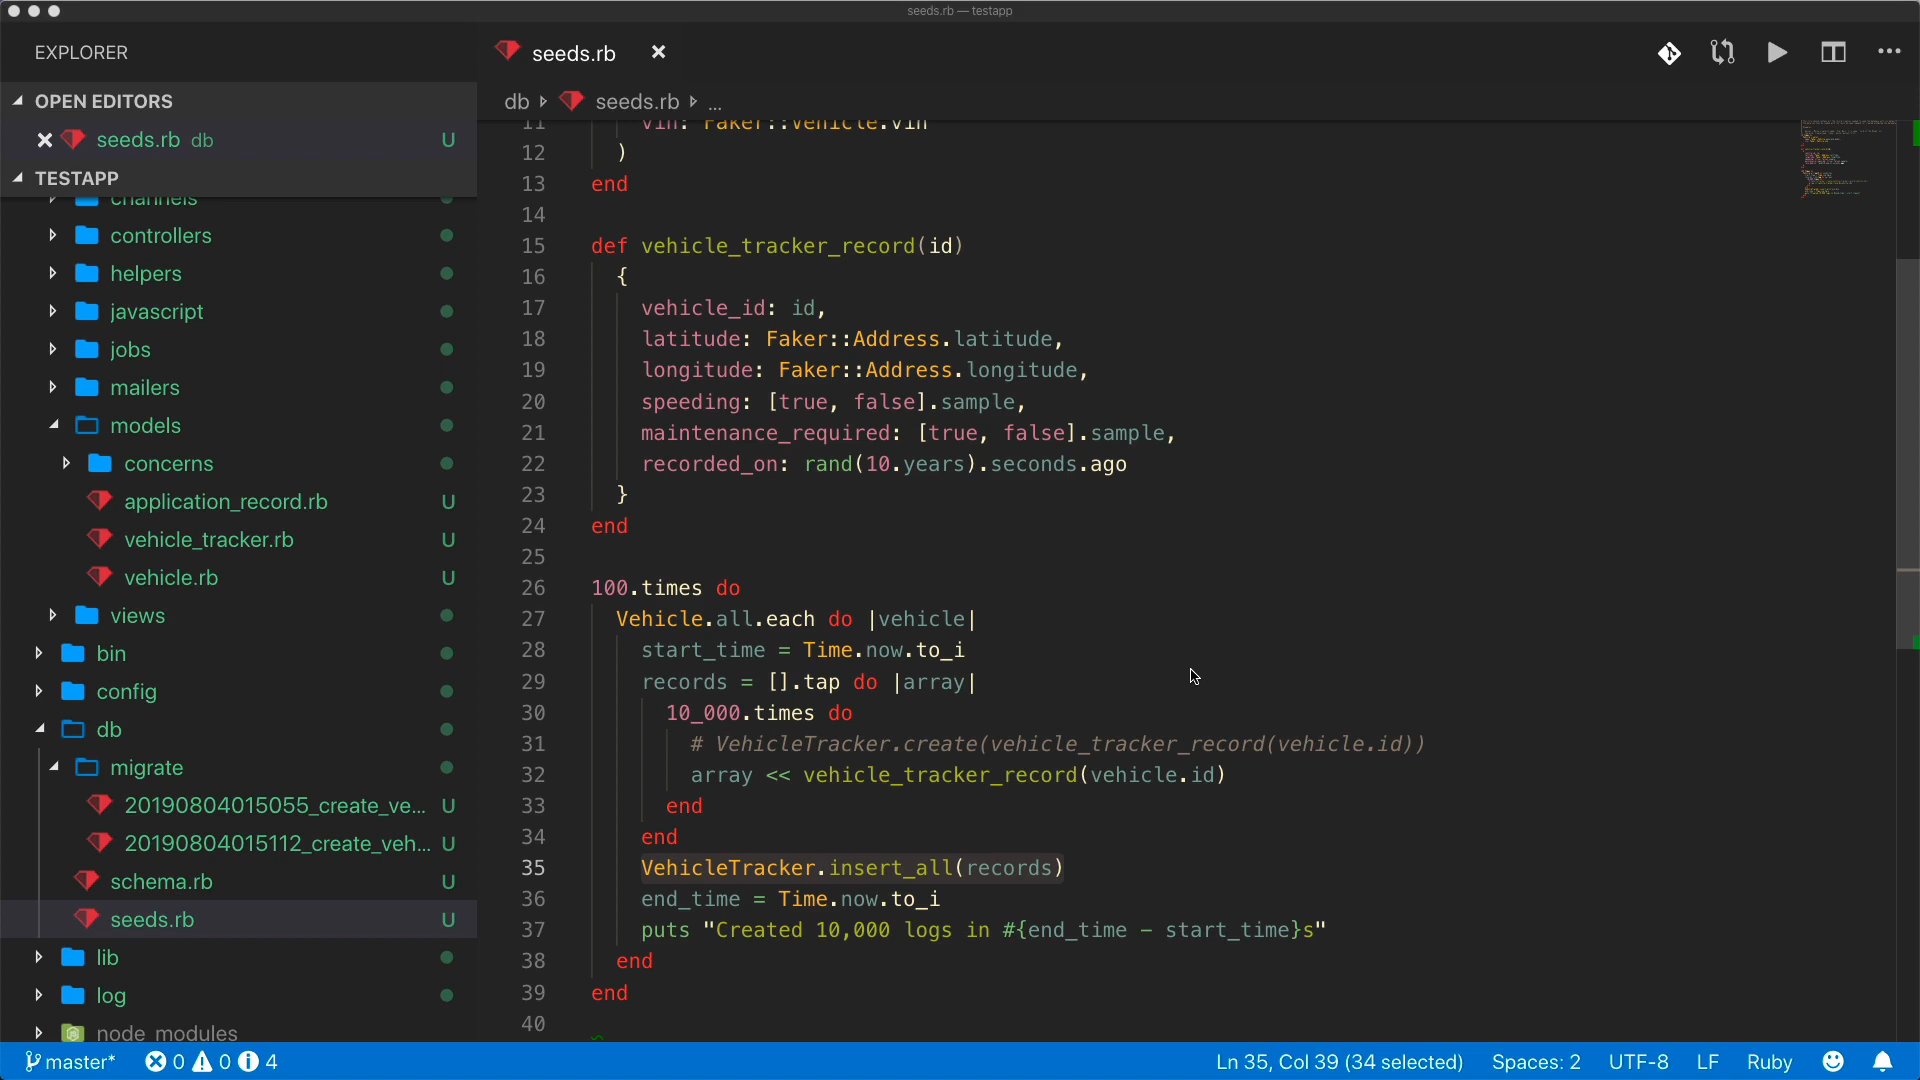 seeds.rb — testapp
EXPLORER
OPEN EDITORS
seeds.rb db U
TESTAPP
channels
controllers
helpers
javascript
jobs
mailers
models
concerns
application_record.rb U
vehicle_tracker.rb U
vehicle.rb U
views
bin
config
db
migrate
20190804015055_create_ve... U
20190804015112_create_veh... U
schema.rb U
seeds.rb U
lib
log
node_modules
seeds.rb
db seeds.rb ...
11 vin: Faker::Vehicle.vin
12 )
13 end
14
15 def vehicle_tracker_record(id)
16 {
17 vehicle_id: id,
18 latitude: Faker::Address.latitude,
19 longitude: Faker::Address.longitude,
20 speeding: [true, false].sample,
21 maintenance_required: [true, false].sample,
22 recorded_on: rand(10.years).seconds.ago
23 }
24 end
25
26 100.times do
27 Vehicle.all.each do |vehicle|
28 start_time = Time.now.to_i
29 records = [].tap do |array|
30 10_000.times do
31 # VehicleTracker.create(vehicle_tracker_record(vehicle.id))
32 array << vehicle_tracker_record(vehicle.id)
33 end
34 end
35 VehicleTracker.insert_all(records)
36 end_time = Time.now.to_i
37 puts "Created 10,000 logs in #{end_time - start_time}s"
38 end
39 end
40
master* 0 0 4 Ln 35, Col 39 (34 selected) Spaces: 2 UTF-8 LF Ruby